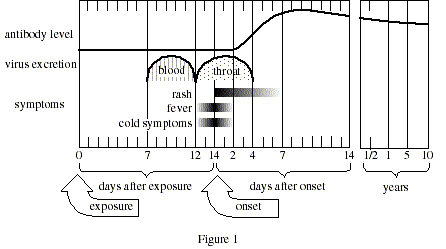 antibody level
virus excretion
blood
throat
symptoms
rash
fever
cold symptoms
0 7 12 14 2 4 7 14 1/2 1 5 10
days after exposure
days after onset
years
exposure
onset
Figure 1